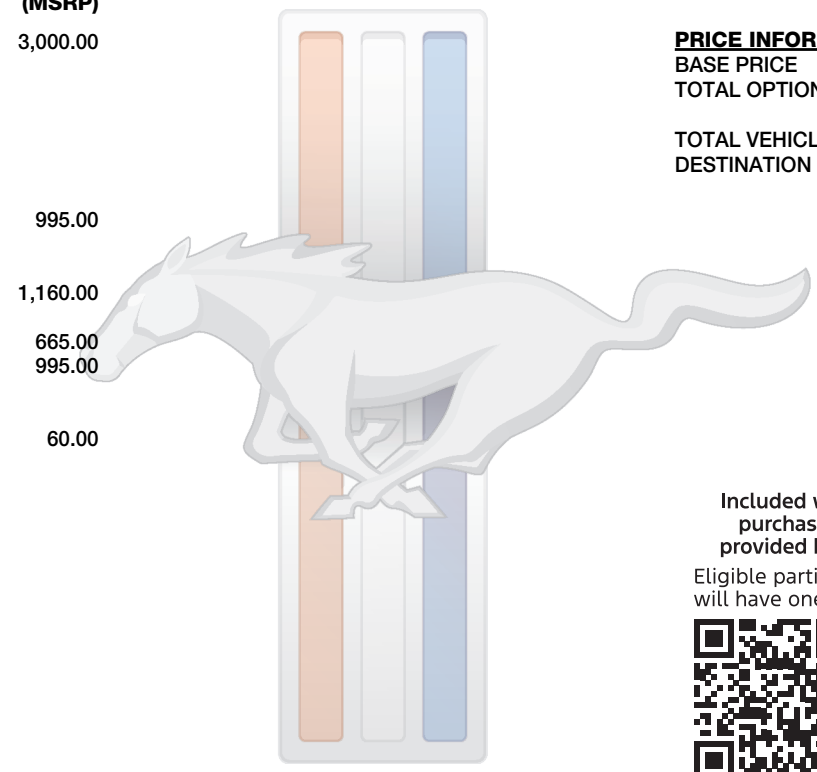 (MSRP)
3,000.00
995.00
1,160.00
665.00
995.00
60.00
PRICE INFOR
BASE PRICE
TOTAL OPTION
TOTAL VEHICL
DESTINATION
Included w
purchas
provided b
Eligible parti
will have one